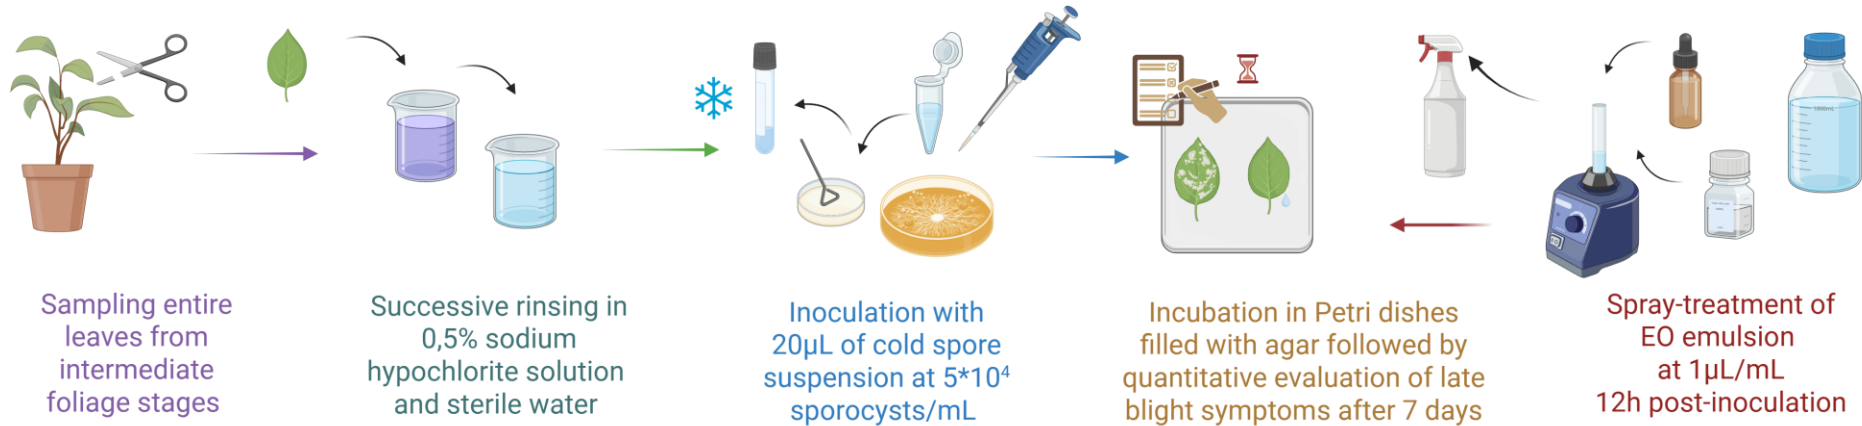 Sampling entire
leaves from
intermediate
foliage stages
Successive rinsing in
0,5% sodium
hypochlorite solution
and sterile water
Inoculation with
20µL of cold spore
suspension at 5*10⁴
sporocysts/mL
Incubation in Petri dishes
filled with agar followed by
quantitative evaluation of late
blight symptoms after 7 days
1000mL
Spray-treatment of
EO emulsion
at 1µL/mL
12h post-inoculation